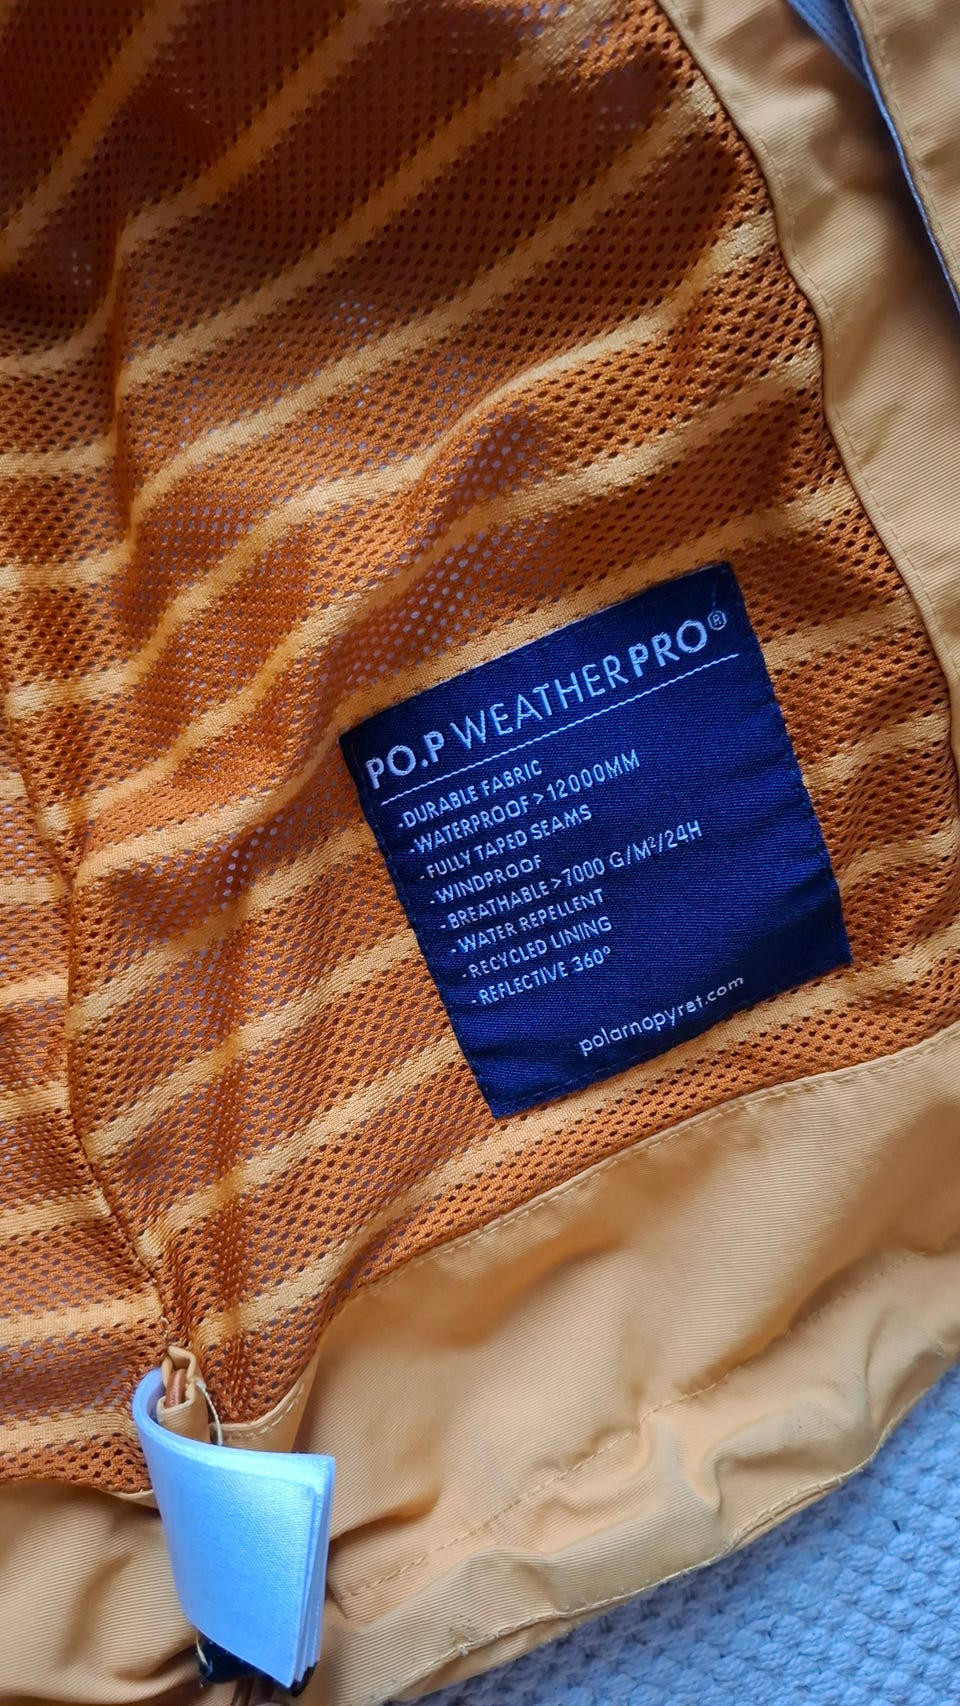 PO.P WEATHERPRO®
-DURABLE FABRIC
-WATERPROOF >12000MM
-FULLY TAPED SEAMS
-WINDPROOF
-BREATHABLE >7000 G/M²/24H
-WATER REPELLENT
-RECYCLED LINING
-REFLECTIVE 360°
polarnopyret.com